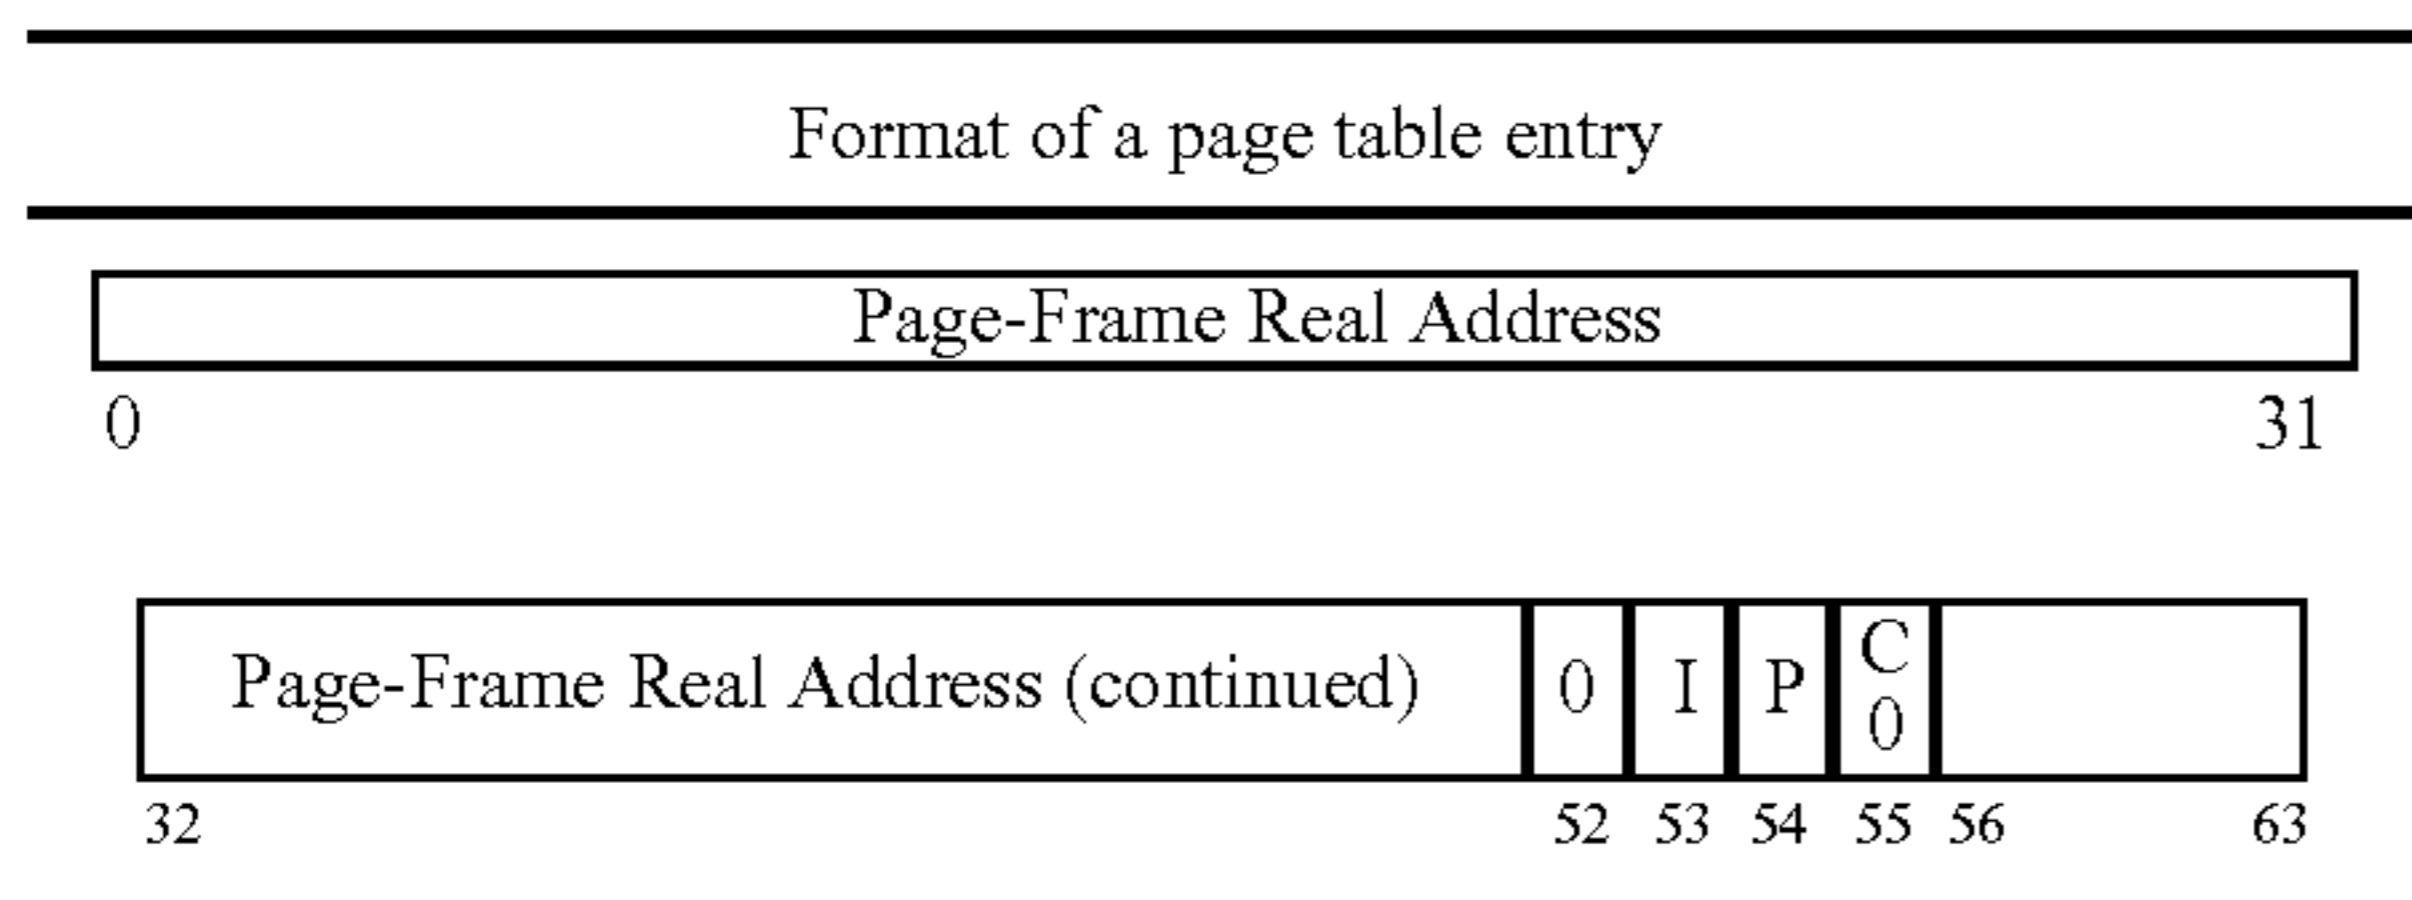 Format of a page table entry
Page-Frame Real Address
0 31
Page-Frame Real Address (continued) 0 I P C 0
32 52 53 54 55 56 63